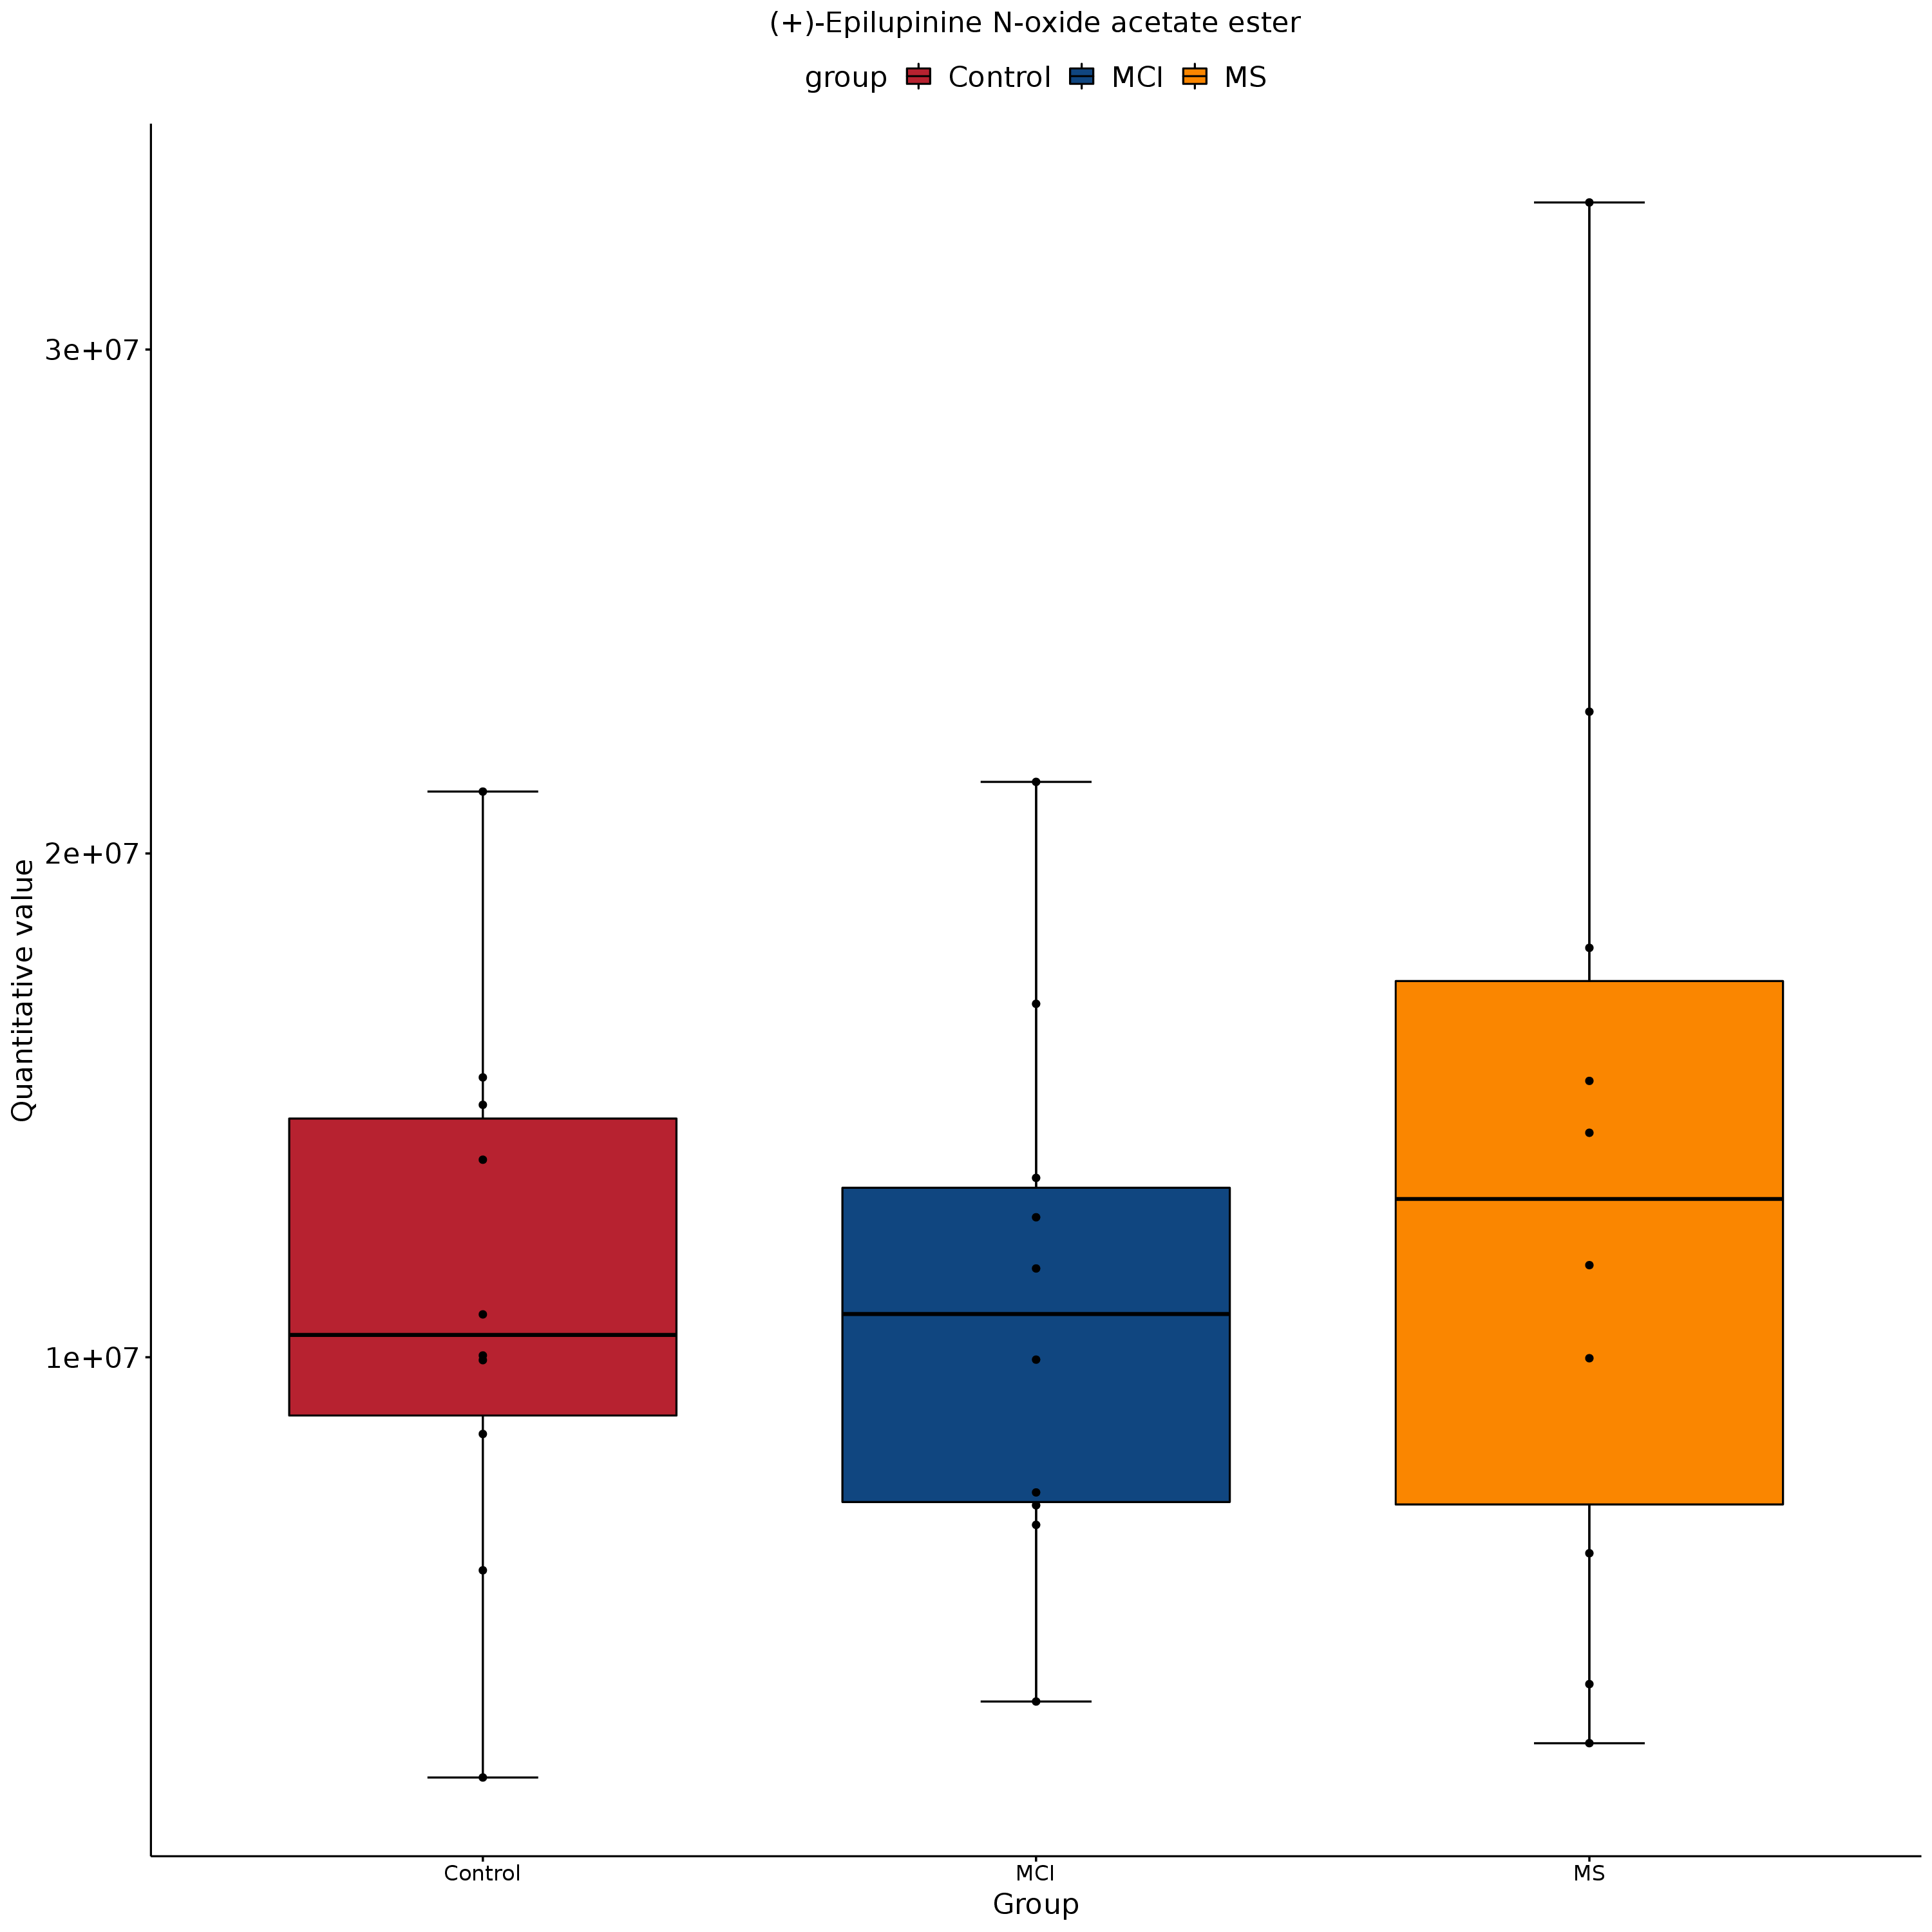 (+)-Epilupinine N-oxide acetate ester
group Control MCI MS
3e+07
2e+07
1e+07
Quantitative value
Control MCI MS
Group